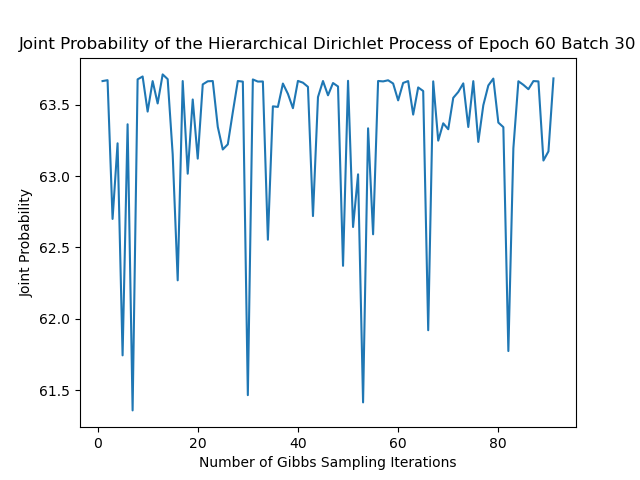 Joint Probability of the Hierarchical Dirichlet Process of Epoch 60 Batch 30
63.5
63.0
62.5
62.0
61.5
Joint Probability
0 20 40 60 80
Number of Gibbs Sampling Iterations